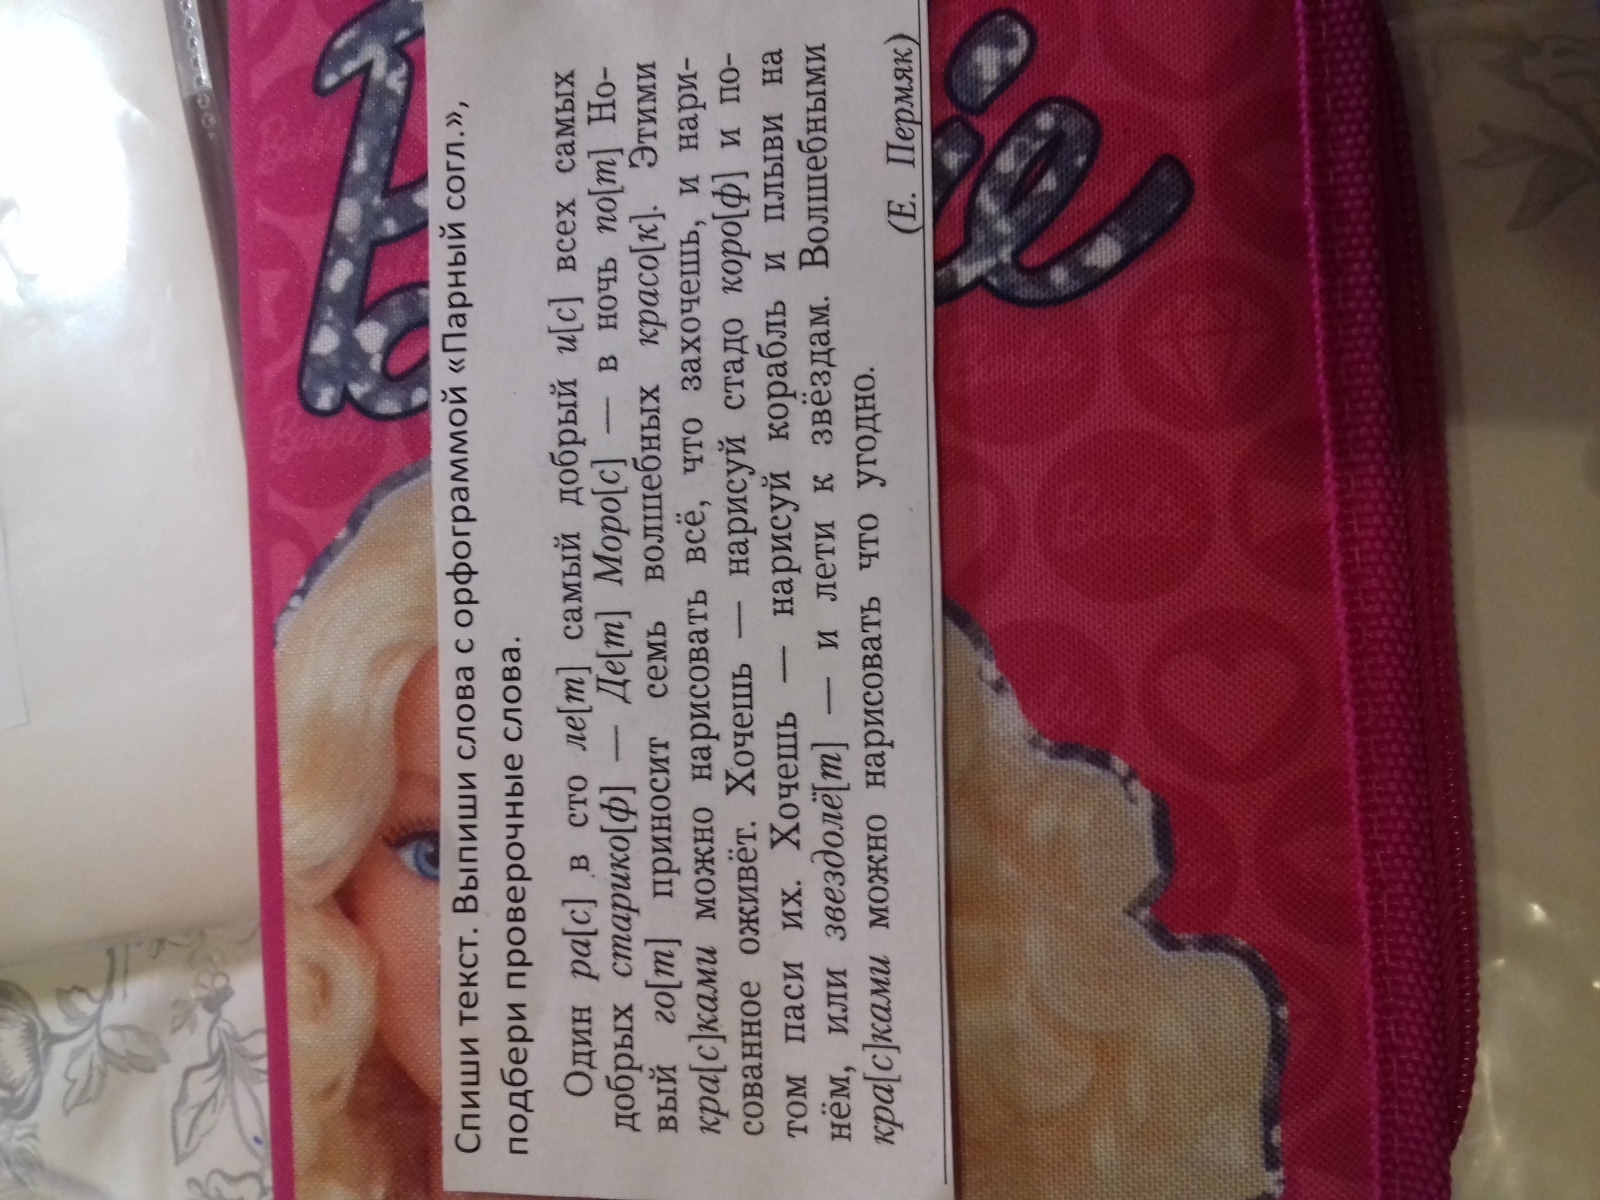 Спиши текст. Выпиши слова с орфограммой «Парный согл.»,
подбери проверочные слова.
Один ра[с] в сто ле[т] самый добрый и[с] всех самых
добрых старико[ф] — Де[т] Моро[с] — в ночь по[т] Но-
вый го[т] приносит семь волшебных красо[к]. Этими
кра[с]ками можно нарисовать всё, что захочешь, и нари-
сованное оживёт. Хочешь — нарисуй стадо коро[ф] и по-
том паси их. Хочешь — нарисуй корабль и плыви на
нём, или звездолё[т] — и лети к звёздам. Волшебными
кра[с]ками можно нарисовать что угодно.
(Е. Пермяк)